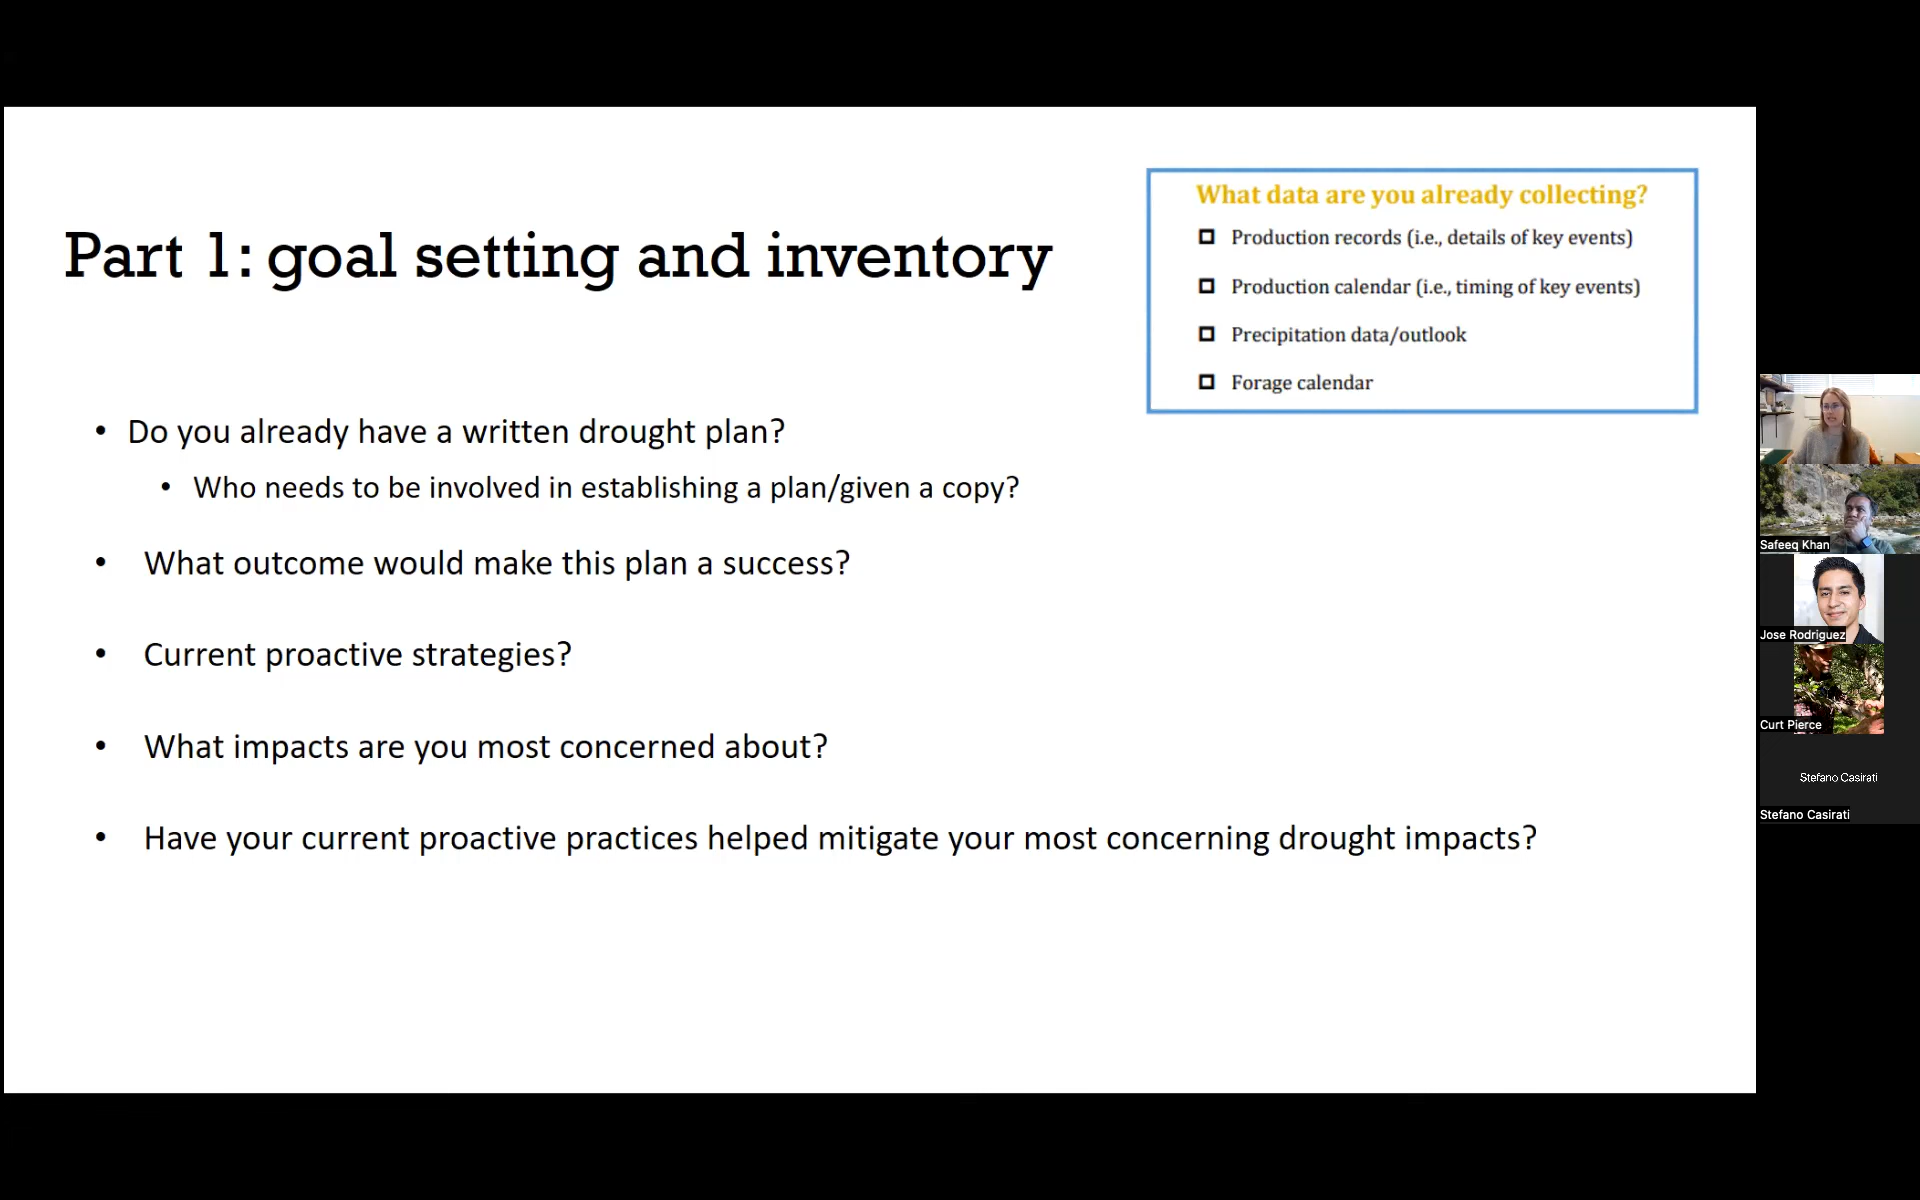 Part 1: goal setting and inventory
What data are you already collecting?
Production records (i.e., details of key events)
Production calendar (i.e., timing of key events)
Precipitation data/outlook
Forage calendar
• Do you already have a written drought plan?
• Who needs to be involved in establishing a plan/given a copy?
• What outcome would make this plan a success?
• Current proactive strategies?
• What impacts are you most concerned about?
• Have your current proactive practices helped mitigate your most concerning drought impacts?
Safeeq Khan
Jose Rodriguez
Curt Pierce
Stefano Casirati
Stefano Casirati